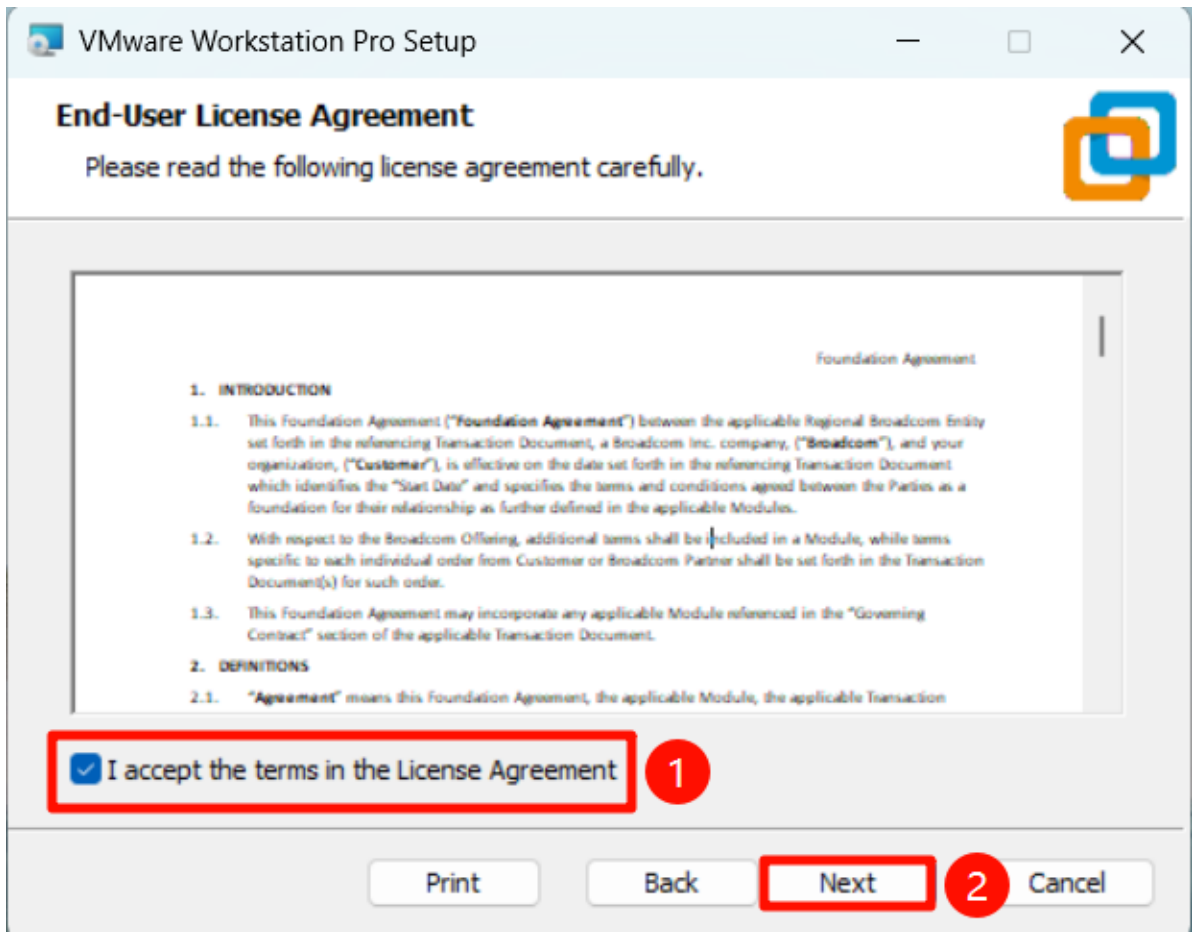 VMware Workstation Pro Setup
End-User License Agreement
Please read the following license agreement carefully.
Foundation Agreement
1. INTRODUCTION
1.1. This Foundation Agreement ("Foundation Agreement") between the applicable Regional Broadcom Entity
set forth in the referencing Transaction Document, a Broadcom Inc. company, ("Broadcom"), and your
organization, ("Customer"), is effective on the date set forth in the referencing Transaction Document
which identifies the “Start Date” and specifies the terms and conditions agreed between the Parties as a
foundation for their relationship as further defined in the applicable Modules.
1.2. With respect to the Broadcom Offering, additional terms shall be included in a Module, while terms
specific to each individual order from Customer or Broadcom Partner shall be set forth in the Transaction
Document(s) for such order.
1.3. This Foundation Agreement may incorporate any applicable Module referenced in the “Governing
Contract” section of the applicable Transaction Document.
2. DEFINITIONS
2.1. “Agreement” means this Foundation Agreement, the applicable Module, the applicable Transaction
I accept the terms in the License Agreement
1
Print Back Next 2 Cancel